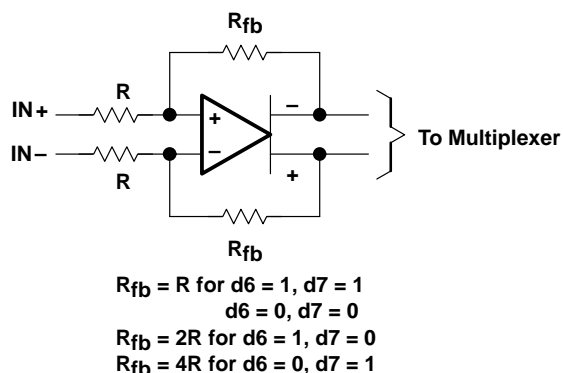 Rfb
R
IN+
+
–
To Multiplexer
IN–
–
+
R
Rfb
Rfb = R for d6 = 1, d7 = 1
d6 = 0, d7 = 0
Rfb = 2R for d6 = 1, d7 = 0
Rfb = 4R for d6 = 0, d7 = 1